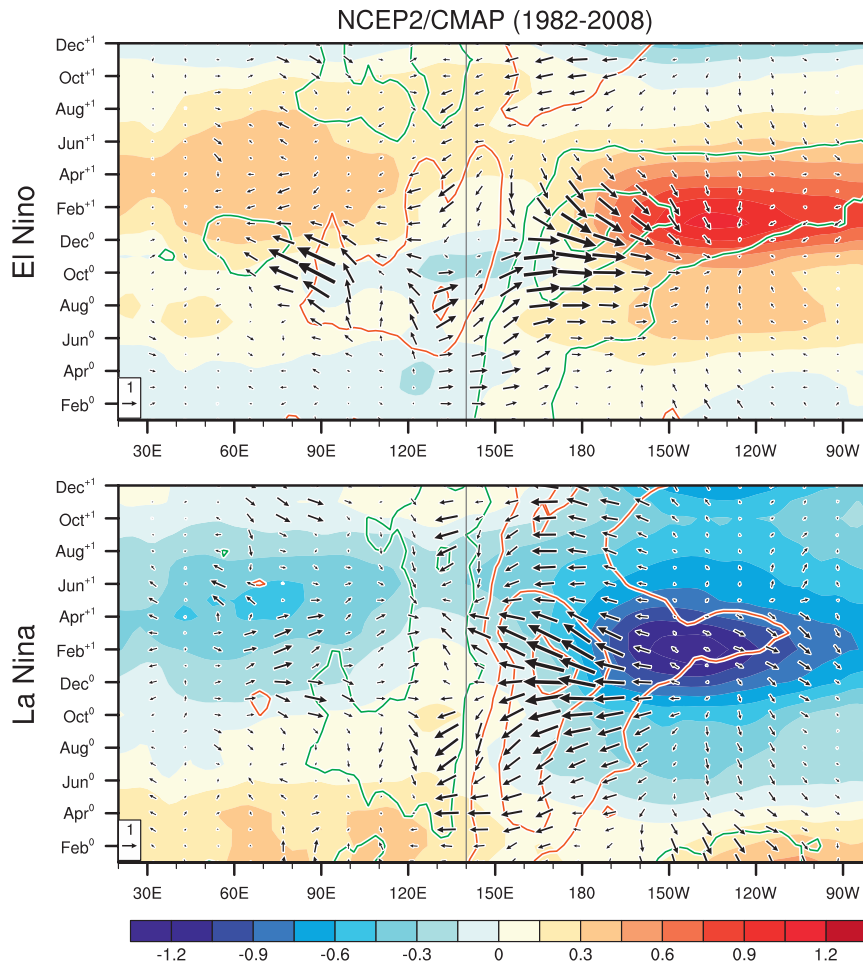 NCEP2/CMAP (1982-2008)
El Nino
Dec+1
Oct+1
Aug+1
Jun+1
Apr+1
Feb+1
Dec0
Oct0
Aug0
Jun0
Apr0
Feb0
1
30E 60E 90E 120E 150E 180 150W 120W 90W
La Nina
Dec+1
Oct+1
Aug+1
Jun+1
Apr+1
Feb+1
Dec0
Oct0
Aug0
Jun0
Apr0
Feb0
1
30E 60E 90E 120E 150E 180 150W 120W 90W
-1.2 -0.9 -0.6 -0.3 0 0.3 0.6 0.9 1.2